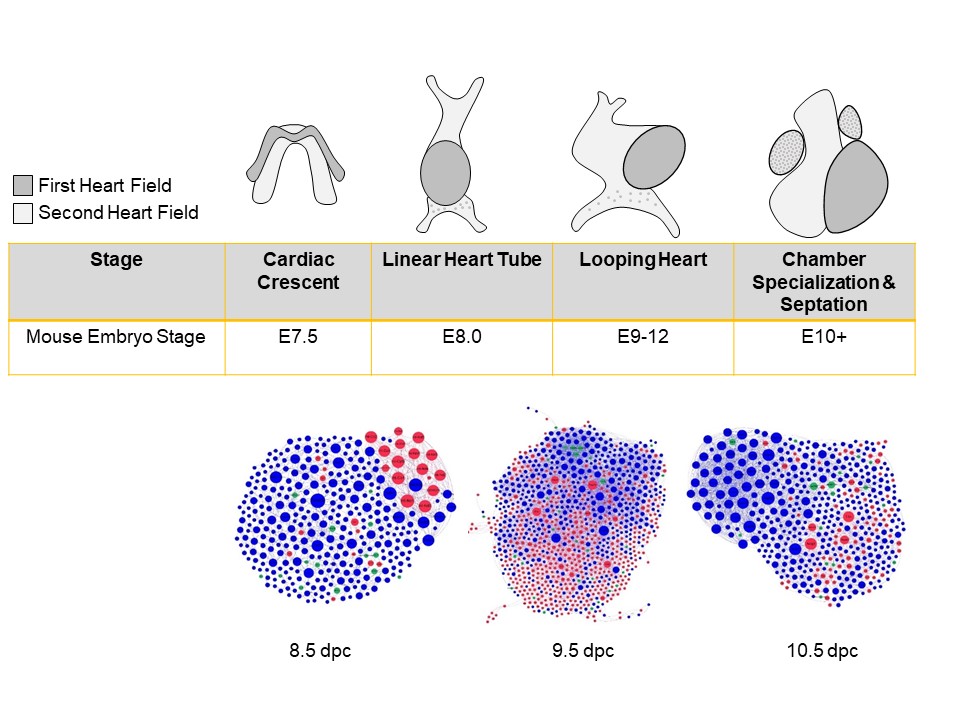 First Heart Field
Second Heart Field
Stage
Cardiac
Crescent
Linear Heart Tube
Looping Heart
Chamber
Specialization &
Septation
Mouse Embryo Stage
E7.5
E8.0
E9-12
E10+
8.5 dpc
9.5 dpc
10.5 dpc